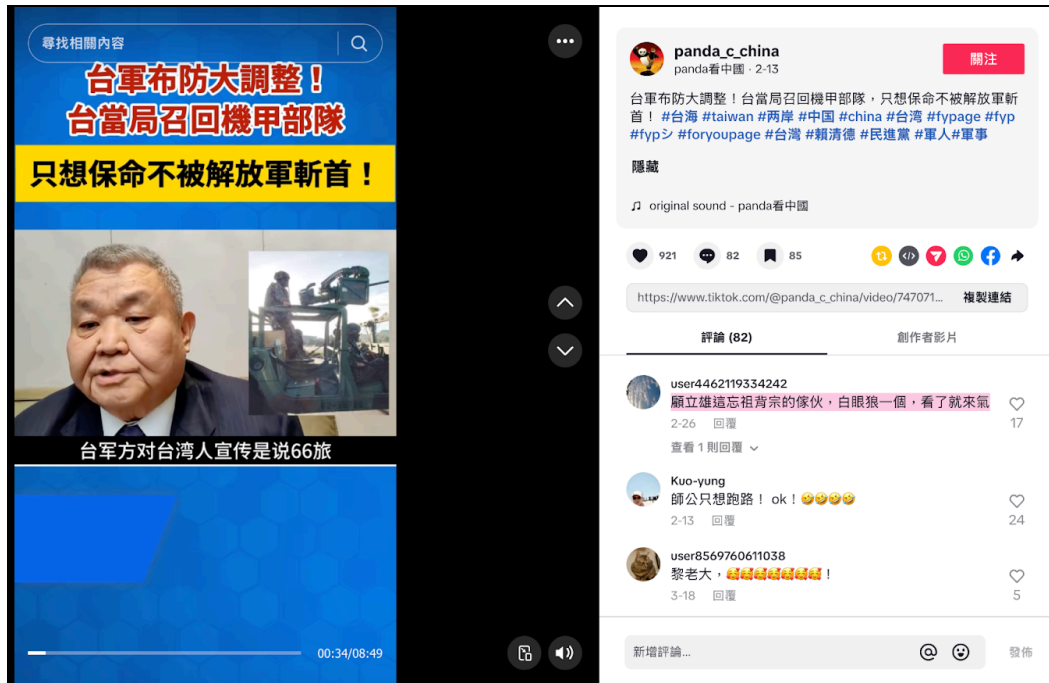 尋找相關內容
台軍布防大調整！
台當局召回機甲部隊
只想保命不被解放軍斬首！
台军方对台湾人宣传是说66旅
00:34/08:49
panda_c_china
panda看中國 · 2-13
關注
台軍布防大調整！台當局召回機甲部隊，只想保命不被解放軍斬
首！ #台海 #taiwan #两岸 #中国 #china #台湾 #fypage #fyp
#fypシ #foryoupage #台灣 #賴清德 #民進黨 #軍人#軍事
隱藏
♫ original sound - panda看中國
921
82
85
https://www.tiktok.com/@panda_c_china/video/747071...
複製連結
評論 (82)
創作者影片
user4462119334242
顧立雄這忘祖背宗的傢伙，白眼狼一個，看了就來氣
2-26 回覆
17
查看 1 則回覆
Kuo-yung
師公只想跑路！ ok！🤣🤣🤣🤣
2-13 回覆
24
user8569760611038
黎老大，🥰🥰🥰🥰🥰🥰🥰！
3-18 回覆
5
新增評論...
發佈